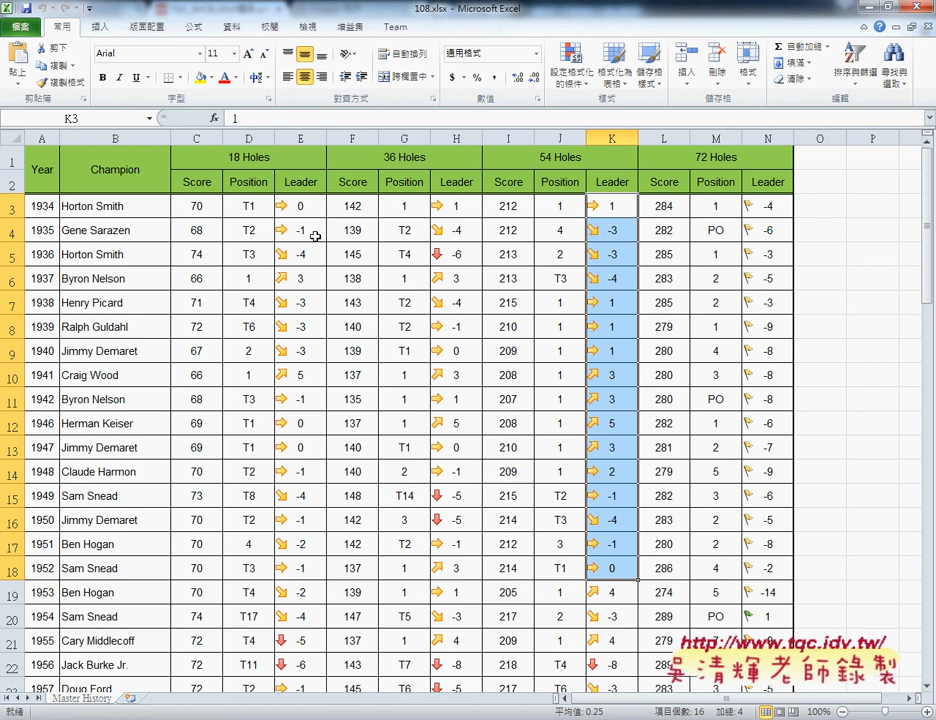 108.xlsx - Microsoft Excel
檔案 常用 插入 版面配置 公式 資料 校閱 檢視 增益集 Team
貼上 剪下 複製 複製格式 剪貼簿
Arial 11 B I U 字型
自動換列 跨欄置中 對齊方式
通用格式 $ % , 數值
設定格式化的條件 格式化為表格 儲存格樣式 樣式
插入 刪除 格式 儲存格
Σ 自動加總 填滿 清除 排序與篩選 尋找與選取 編輯
K3 fx 1
A B C D E F G H I J K L M N O P
1 Year Champion 18 Holes 36 Holes 54 Holes 72 Holes
2 Score Position Leader Score Position Leader Score Position Leader Score Position Leader
3 1934 Horton Smith 70 T1 0 142 1 1 212 1 1 284 1 -4
4 1935 Gene Sarazen 68 T2 -1 139 T2 -4 212 4 -3 282 PO -6
5 1936 Horton Smith 74 T3 -4 145 T4 -6 213 2 -3 285 1 -3
6 1937 Byron Nelson 66 1 3 138 1 3 213 T3 -4 283 2 -5
7 1938 Henry Picard 71 T4 -3 143 T2 -4 215 1 1 285 2 -3
8 1939 Ralph Guldahl 72 T6 -3 140 T2 -1 210 1 1 279 1 -9
9 1940 Jimmy Demaret 67 2 -3 139 T1 0 209 1 1 280 4 -8
10 1941 Craig Wood 66 1 5 137 1 3 208 1 3 280 3 -8
11 1942 Byron Nelson 68 T3 -1 135 1 1 207 1 3 280 PO -8
12 1946 Herman Keiser 69 T1 0 137 1 5 208 1 5 282 1 -6
13 1947 Jimmy Demaret 69 T1 0 140 T1 0 210 1 3 281 2 -7
14 1948 Claude Harmon 70 T2 -1 140 2 -1 209 1 2 279 5 -9
15 1949 Sam Snead 73 T8 -4 148 T14 -5 215 T2 -1 282 3 -6
16 1950 Jimmy Demaret 70 T2 -1 142 3 -5 214 T3 -4 283 2 -5
17 1951 Ben Hogan 70 4 -2 142 T2 -1 212 3 -1 280 2 -8
18 1952 Sam Snead 70 T3 -1 137 1 3 214 T1 0 286 4 -2
19 1953 Ben Hogan 70 T4 -2 139 1 1 205 1 4 274 5 -14
20 1954 Sam Snead 74 T17 -4 147 T5 -3 217 2 -3 289 PO 1
21 1955 Cary Middlecoff 72 T4 -5 137 1 4 209 1 4 279
22 1956 Jack Burke Jr. 72 T11 -6 143 T7 -8 218 T4 -8
1957 Doug Ford 72 T2 -1 145 T6 -5 217 T6 -3
http://www.tqc.idv.tw/
吳清輝老師錄製
Master History
就緒 平均值: 0.25 項目個數: 16 加總: 4 100%